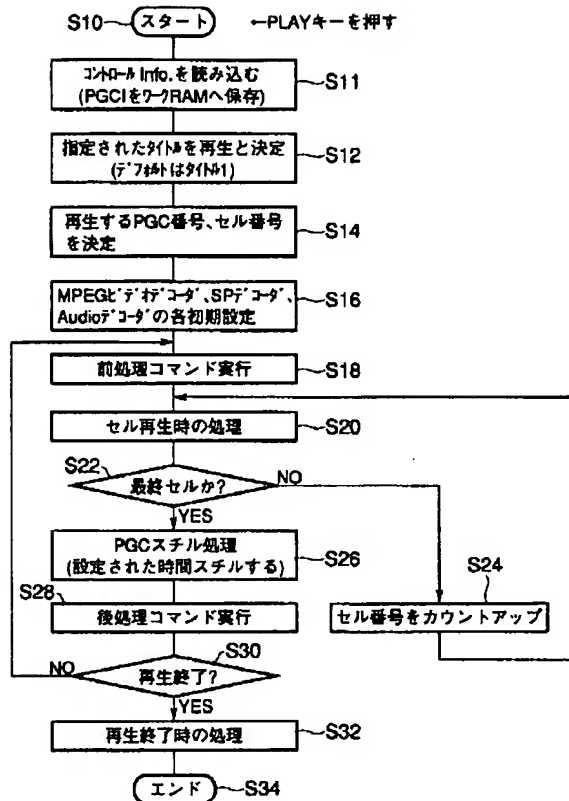 S10 スタート ←PLAYキーを押す
コントロール Info.を読み込む
(PGCIをワークRAMへ保存)
S11
指定されたタイトルを再生と決定
(デフォルトはタイトル1)
S12
再生するPGC番号、セル番号
を決定
S14
MPEGビデオデコーダ、SPデコーダ、
Audioデコーダの各初期設定
S16
前処理コマンド実行
S18
セル再生時の処理
S20
S22
最終セルか?
NO
YES
PGCスチル処理
(設定された時間スチルする)
S26
S24
セル番号をカウントアップ
S28
後処理コマンド実行
S30
再生終了?
NO
YES
再生終了時の処理
S32
エンド
S34